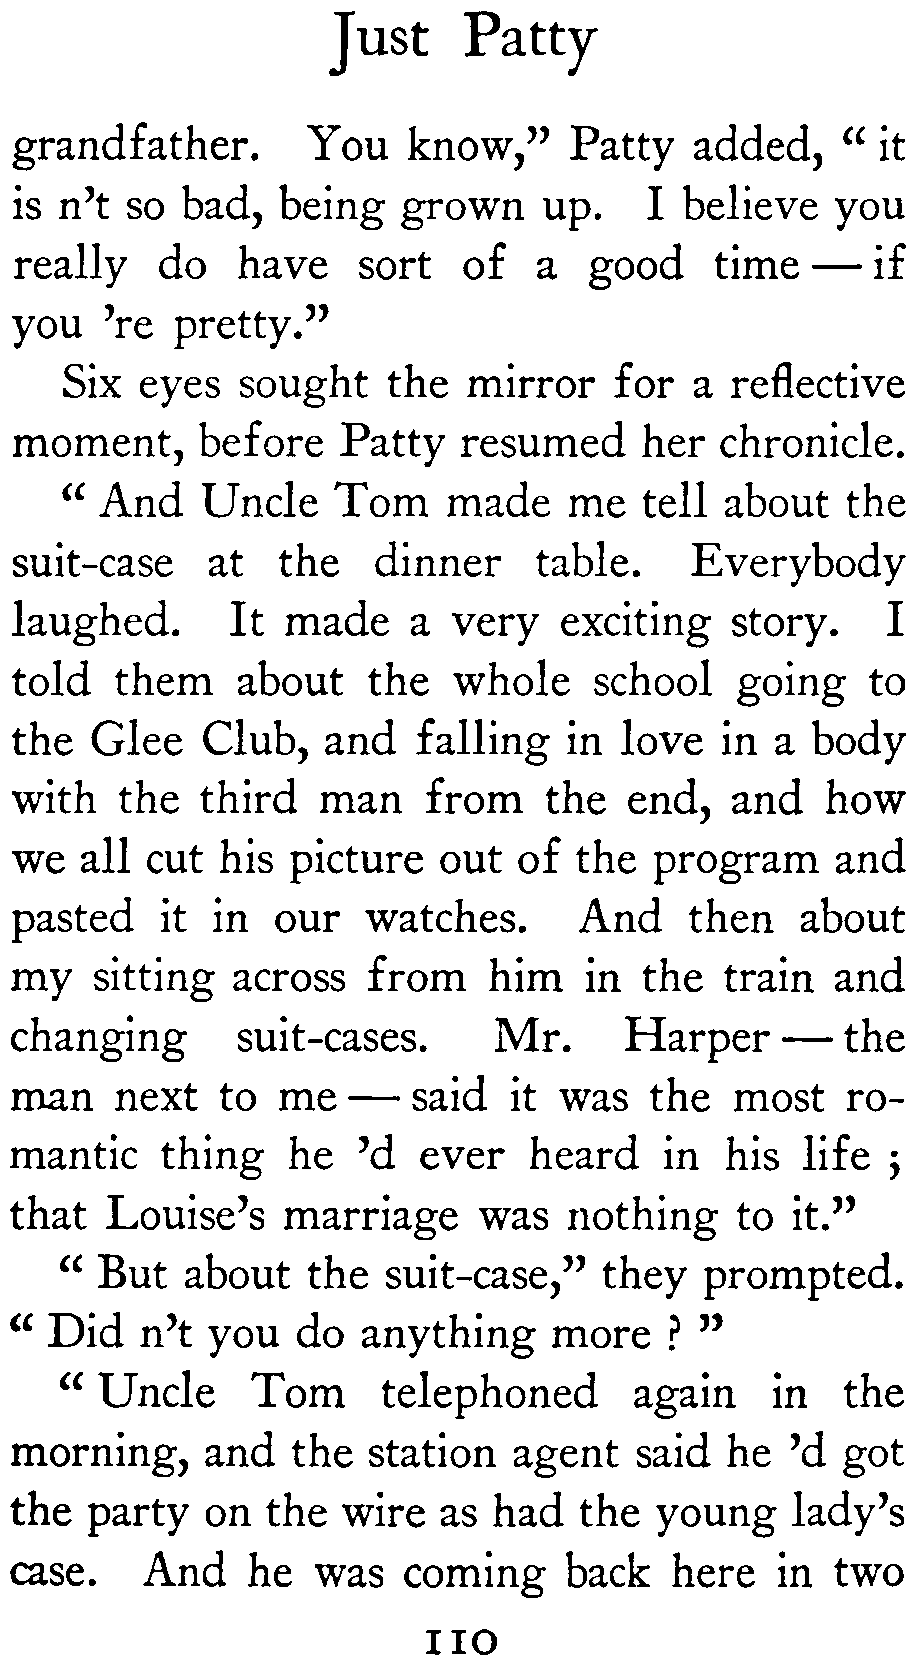 Just Patty
grandfather. You know,” Patty added, “ it
is n’t so bad, being grown up. I believe you
really do have sort of a good time — if
you ’re pretty.”
Six eyes sought the mirror for a reflective
moment, before Patty resumed her chronicle.
“ And Uncle Tom made me tell about the
suit-case at the dinner table. Everybody
laughed. It made a very exciting story. I
told them about the whole school going to
the Glee Club, and falling in love in a body
with the third man from the end, and how
we all cut his picture out of the program and
pasted it in our watches. And then about
my sitting across from him in the train and
changing suit-cases. Mr. Harper — the
man next to me — said it was the most ro-
mantic thing he ’d ever heard in his life ;
that Louise’s marriage was nothing to it.”
“ But about the suit-case,” they prompted.
“ Did n’t you do anything more ? ”
“ Uncle Tom telephoned again in the
morning, and the station agent said he ’d got
the party on the wire as had the young lady’s
case. And he was coming back here in two
110